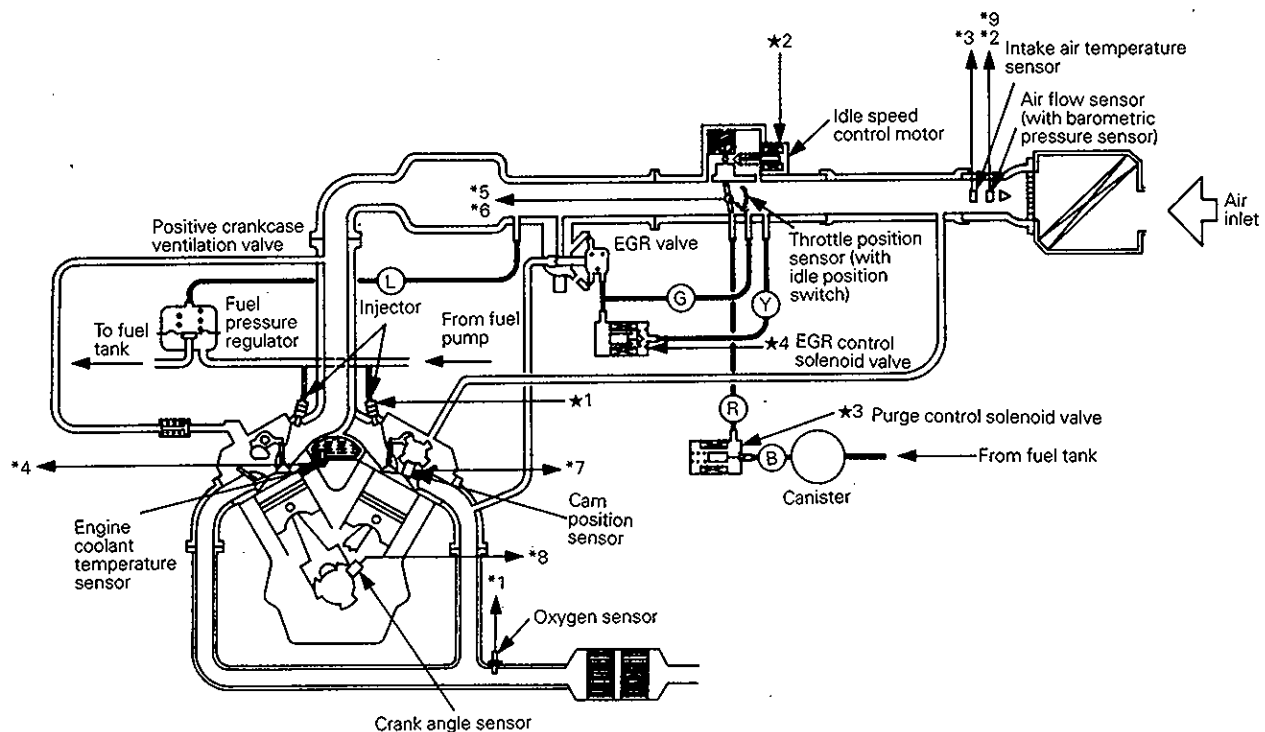 ★2
*9
*3 *2
Intake air temperature
sensor
Air flow sensor
(with barometric
pressure sensor)
Idle speed
control motor
*5
*6
Air
inlet
Positive crankcase
ventilation valve
EGR valve
Throttle position
sensor (with
idle position
switch)
L
G
Y
Injector
Fuel
pressure
regulator
To fuel
tank
From fuel
pump
★4 EGR control
solenoid valve
★1
R
★3 Purge control solenoid valve
B
From fuel tank
Canister
*4
*7
Cam
position
sensor
Engine
coolant
temperature
sensor
*8
*1
Oxygen sensor
Crank angle sensor